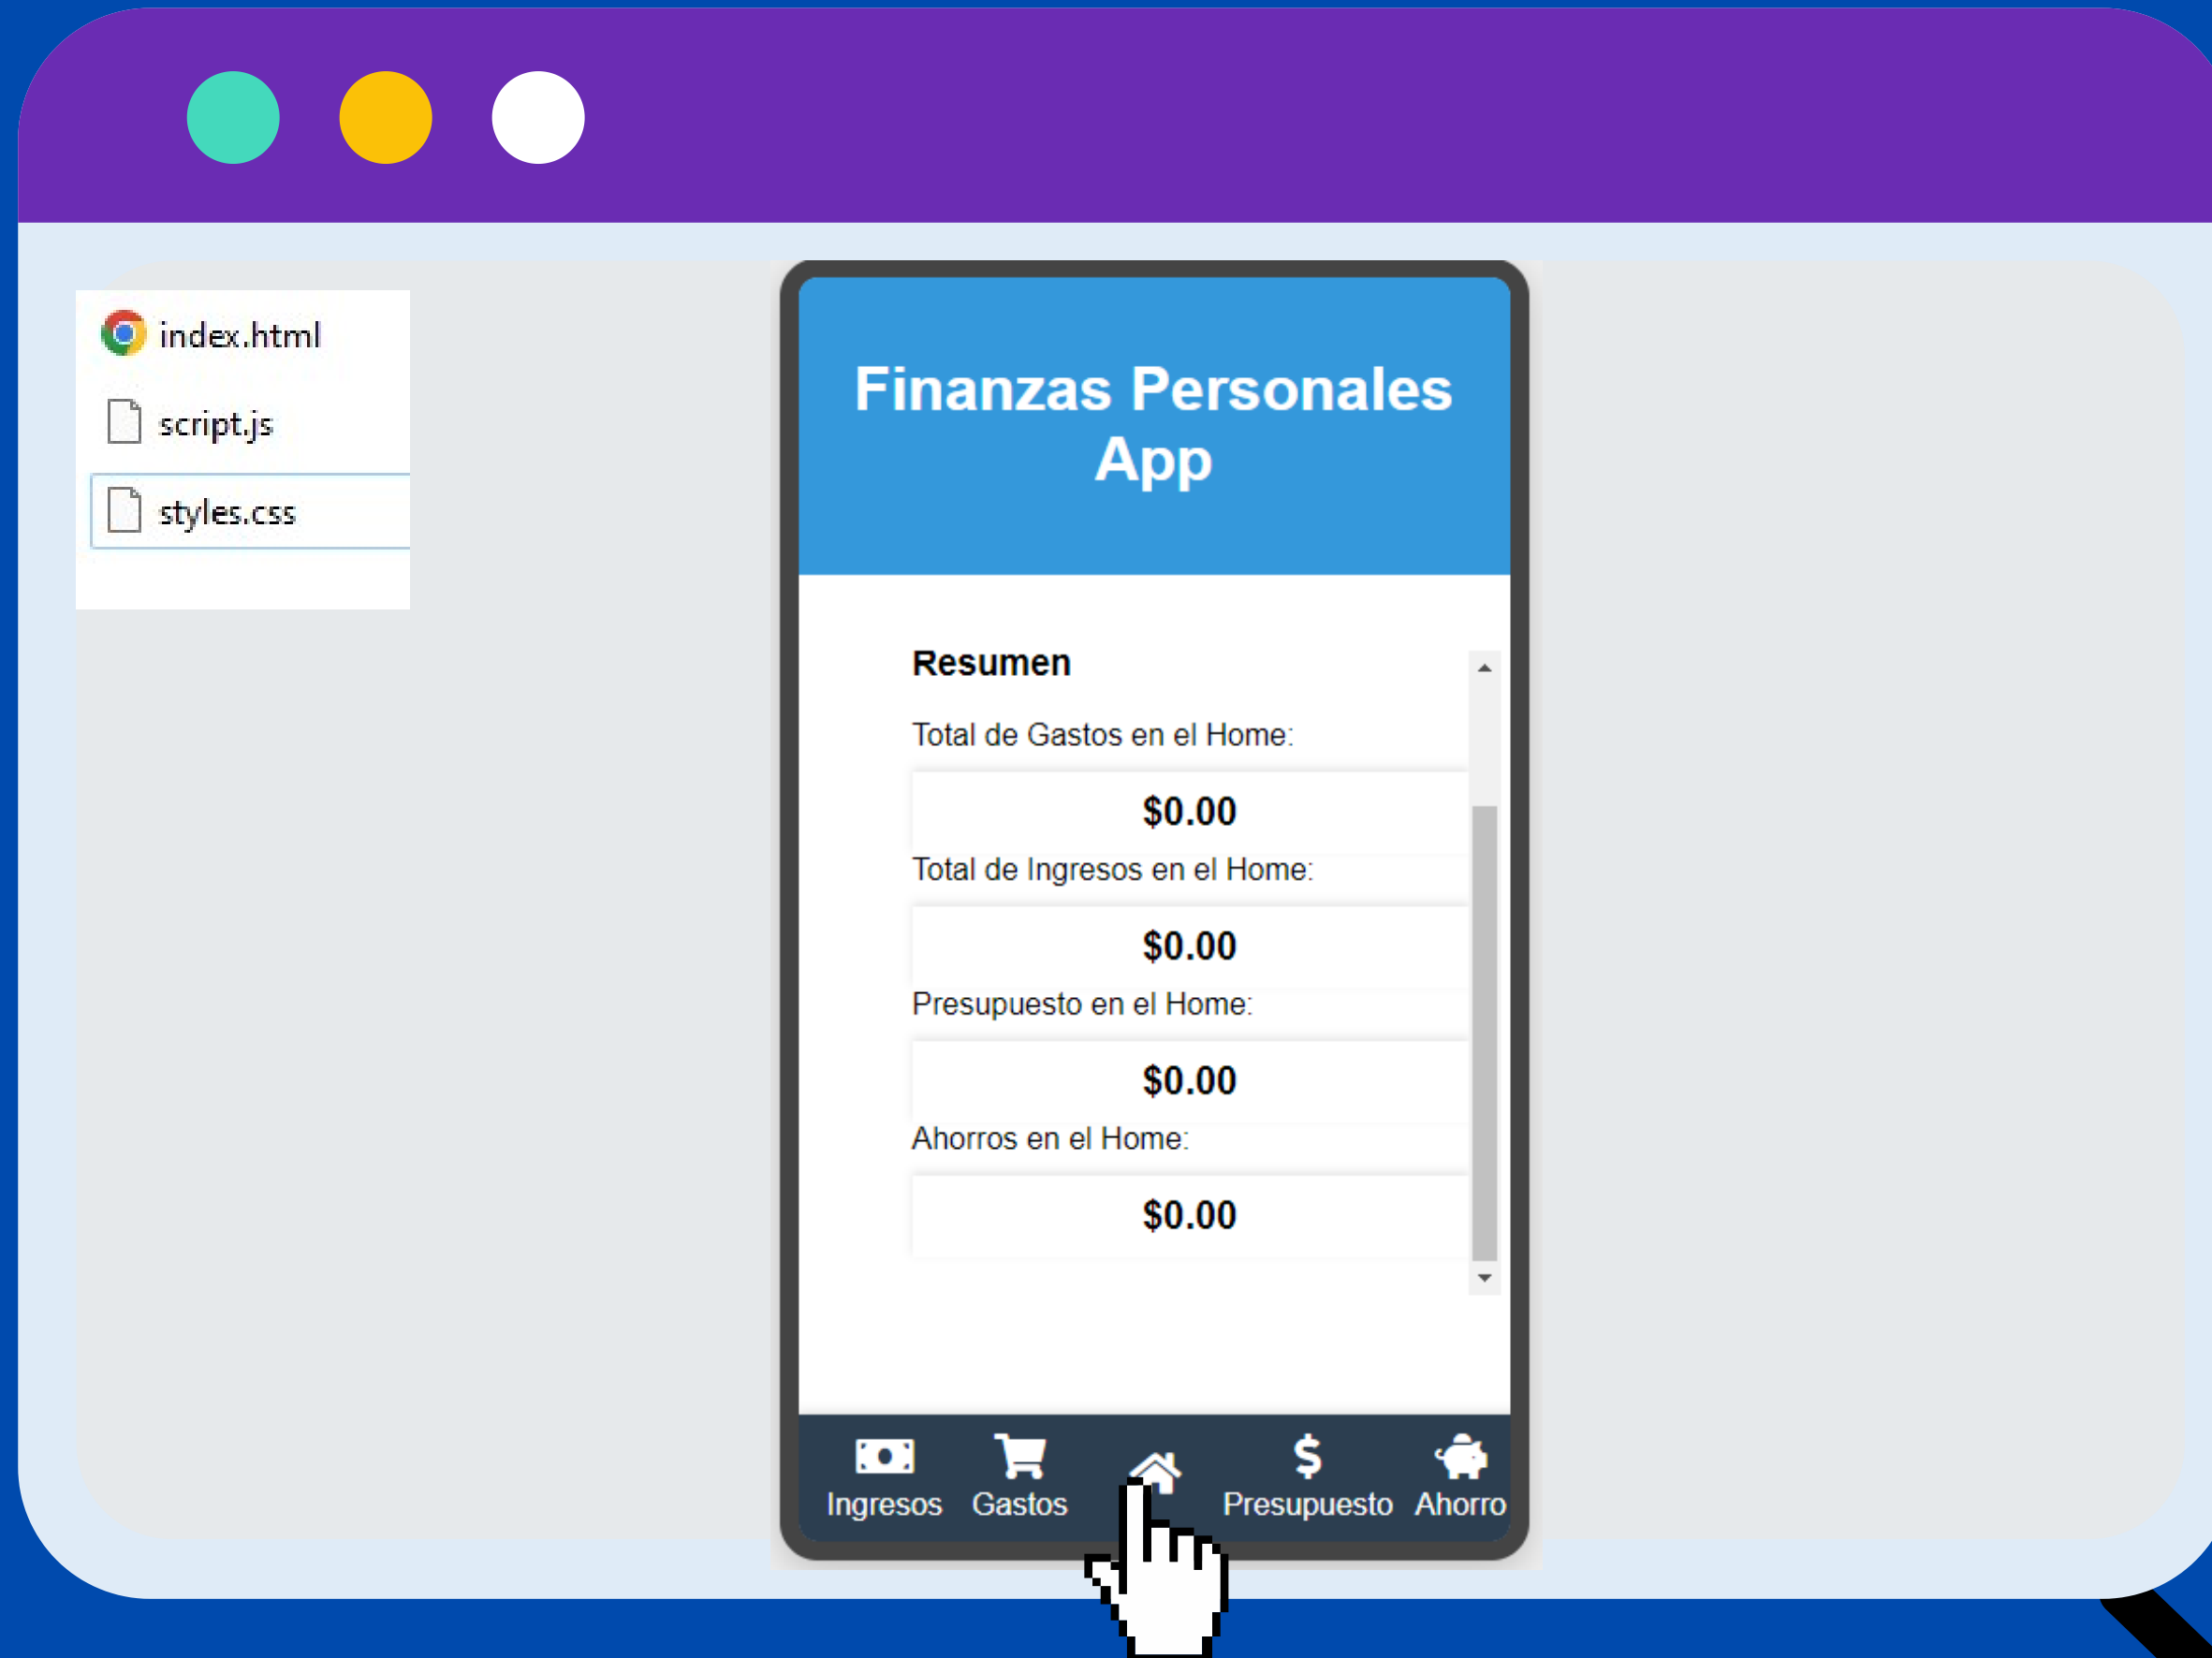 index.html
script.js
styles.css
Finanzas Personales
App
Resumen
Total de Gastos en el Home:
$0.00
Total de Ingresos en el Home:
$0.00
Presupuesto en el Home:
$0.00
Ahorros en el Home:
$0.00
Ingresos Gastos $ Presupuesto Ahorro